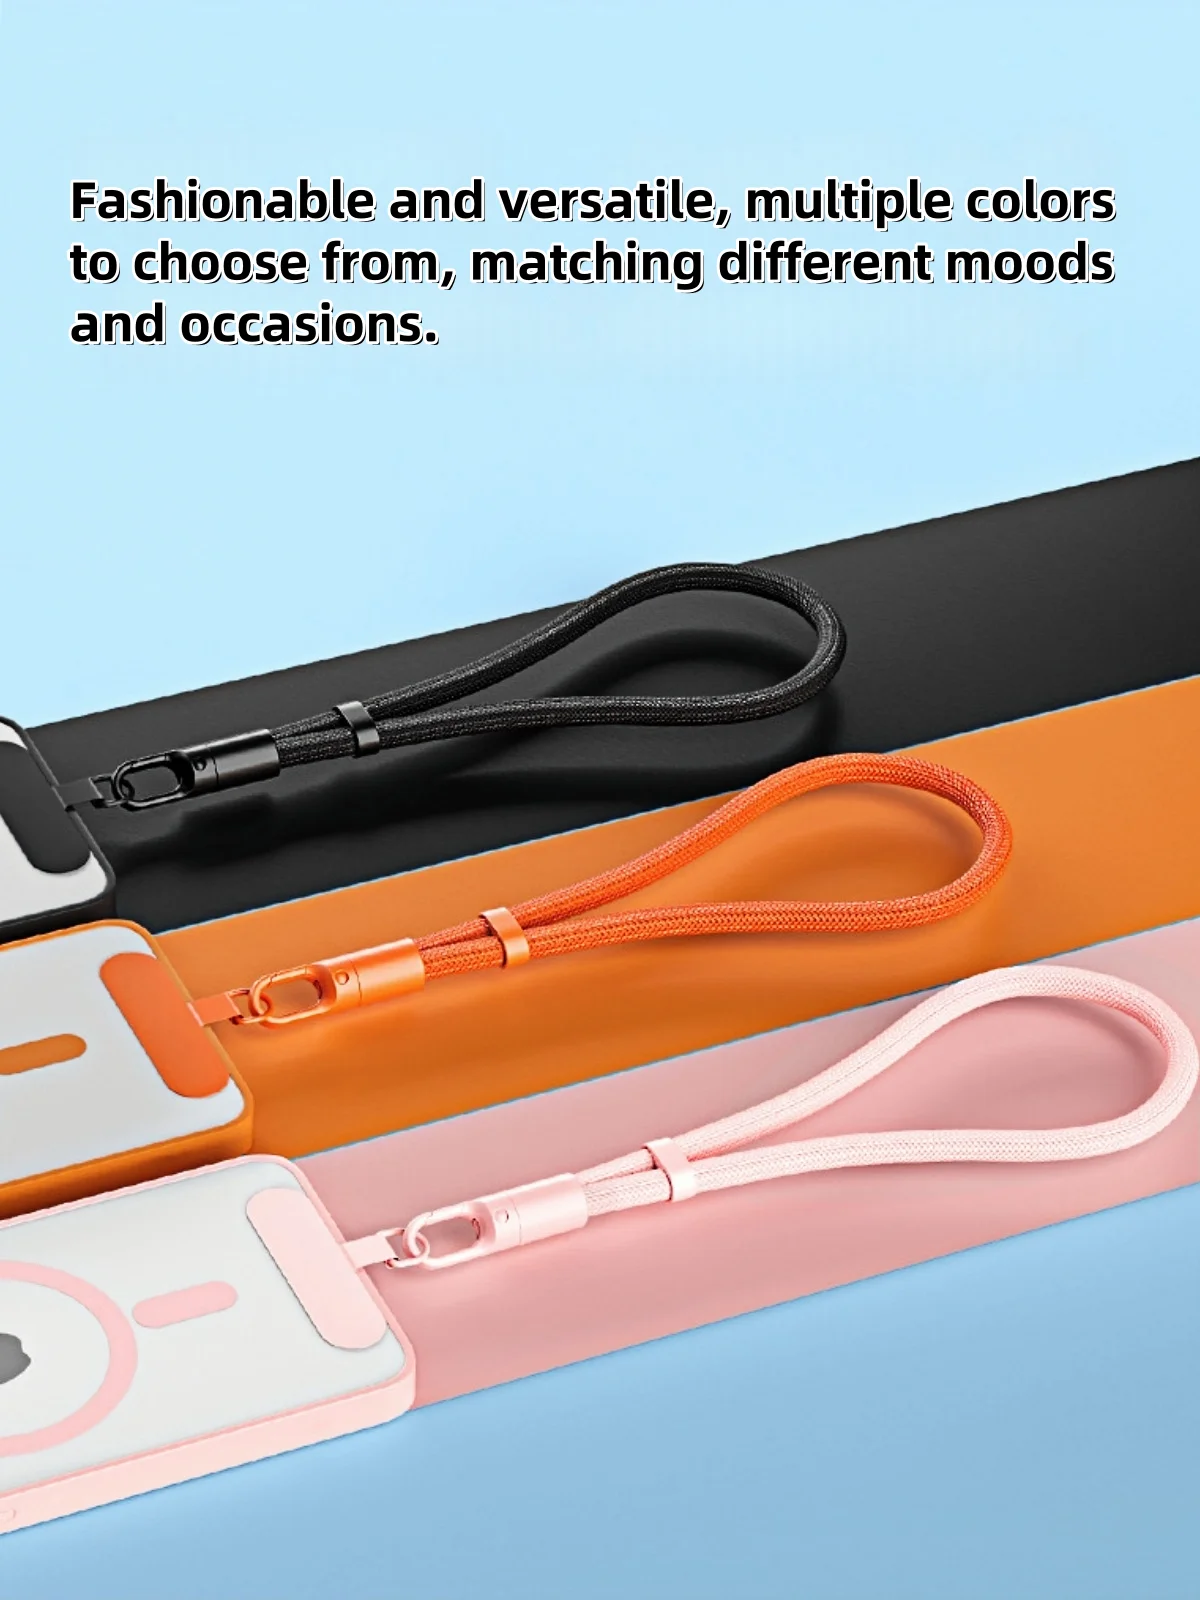 Fashionable and versatile, multiple colors
to choose from, matching different moods
and occasions.